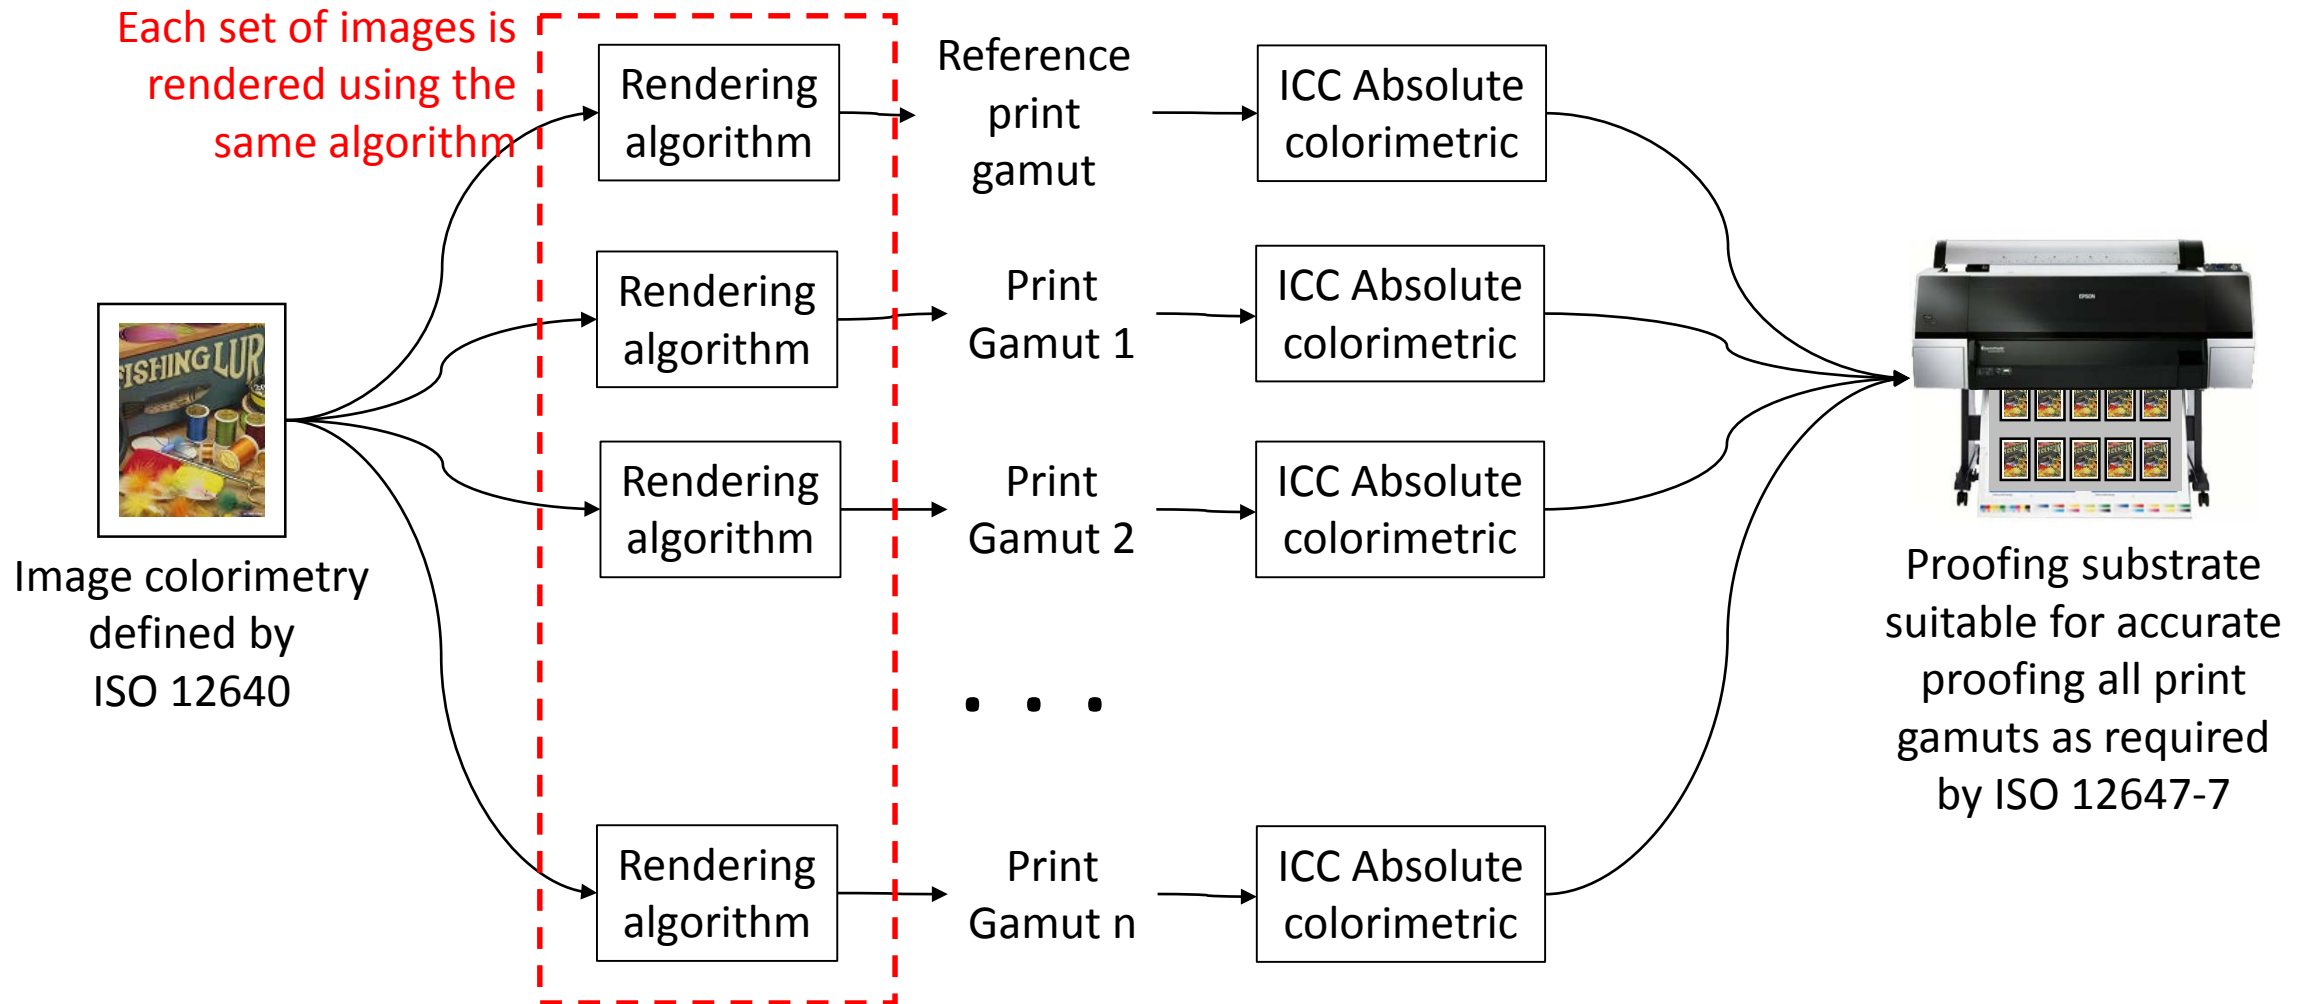 Each set of images is
rendered using the
same algorithm
Rendering
algorithm
Reference
print
gamut
ICC Absolute
colorimetric
Rendering
algorithm
Print
Gamut 1
ICC Absolute
colorimetric
FISHING LUR
Image colorimetry
defined by
ISO 12640
Rendering
algorithm
Print
Gamut 2
ICC Absolute
colorimetric
. . .
Rendering
algorithm
Print
Gamut n
ICC Absolute
colorimetric
EPSON
Proofing substrate
suitable for accurate
proofing all print
gamuts as required
by ISO 12647-7